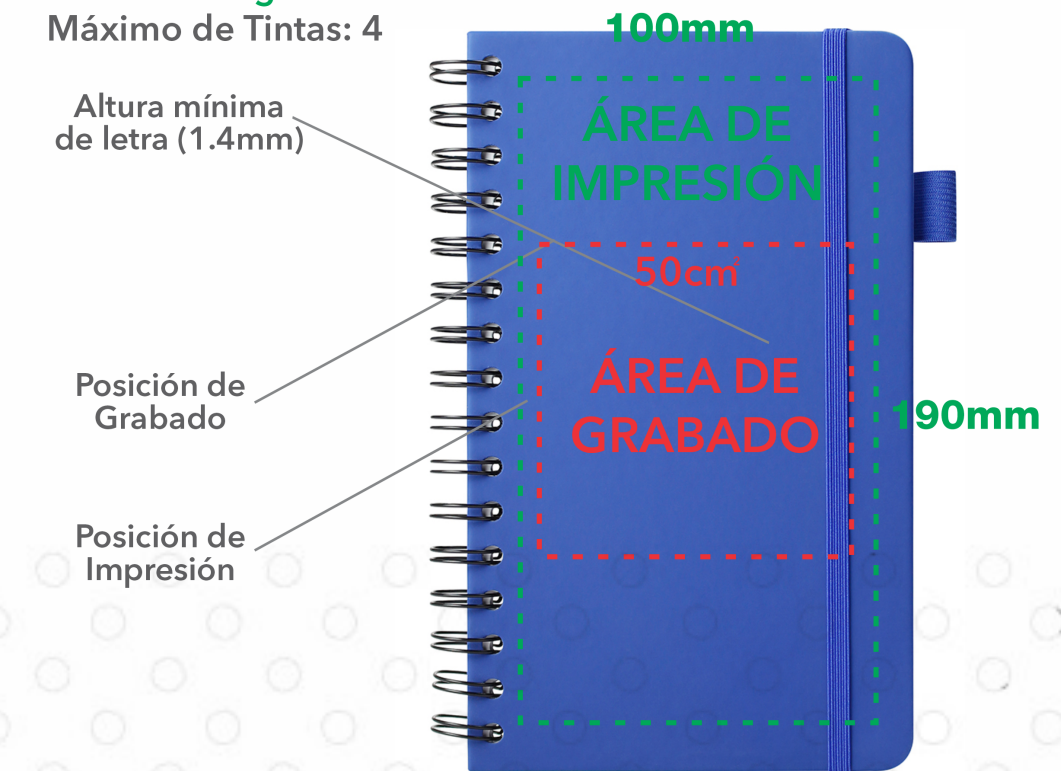 Máximo de Tintas: 4
100mm
Altura mínima
de letra (1.4mm)
ÁREA DE
IMPRESIÓN
50cm²
Posición de
Grabado
ÁREA DE
GRABADO
190mm
Posición de
Impresión